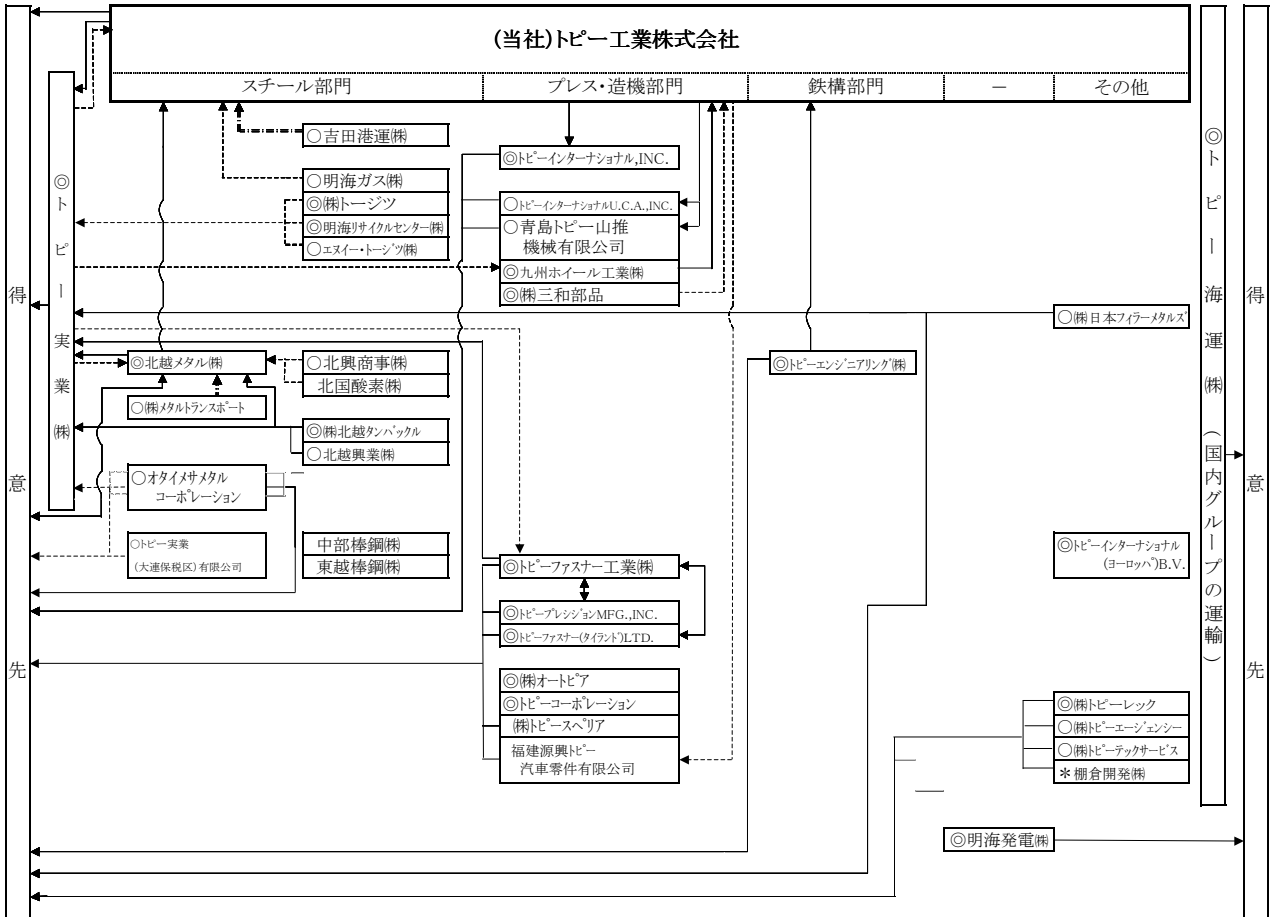 (当社)トピー工業株式会社
スチール部門
プレス・造機部門
鉄構部門
－
その他
得意先
◎トピー実業㈱
◎トピー海運㈱（国内グループの運輸）
得意先
○吉田港運㈱
○明海ガス㈱
◎㈱トージツ
◎明海リサイクルセンター㈱
○エヌイー・トージツ㈱
◎トピーインターナショナル,INC.
○トピーインターナショナルU.C.A.,INC.
○青島トピー山推
機械有限公司
◎九州ホイール工業㈱
◎㈱三和部品
○㈱日本フィラーメタルズ
◎北越メタル㈱
○北興商事㈱
北国酸素㈱
◎トピーエンジニアリング㈱
○㈱メタルトランスポート
◎㈱北越タンバックル
○北越興業㈱
○オタイメサメタル
コーポレーション
○トピー実業
(大連保税区)有限公司
中部棒鋼㈱
東越棒鋼㈱
◎トピーファスナー工業㈱
◎トピープレシジョンMFG.,INC.
◎トピーファスナー(タイランド)LTD.
◎トピーインターナショナル
(ヨーロッパ)B.V.
◎㈱オートピア
◎トピーコーポレーション
㈱トピースペリア
福建源興トピー
汽車零件有限公司
◎㈱トピーレック
○㈱トピーエージェンシー
○㈱トピーテックサービス
＊棚倉開発㈱
◎明海発電㈱